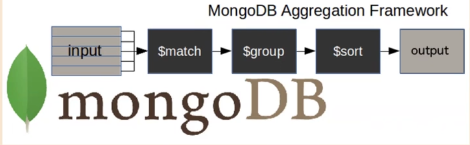 MongoDB Aggregation Framework
input $match $group $sort output
mongoDB